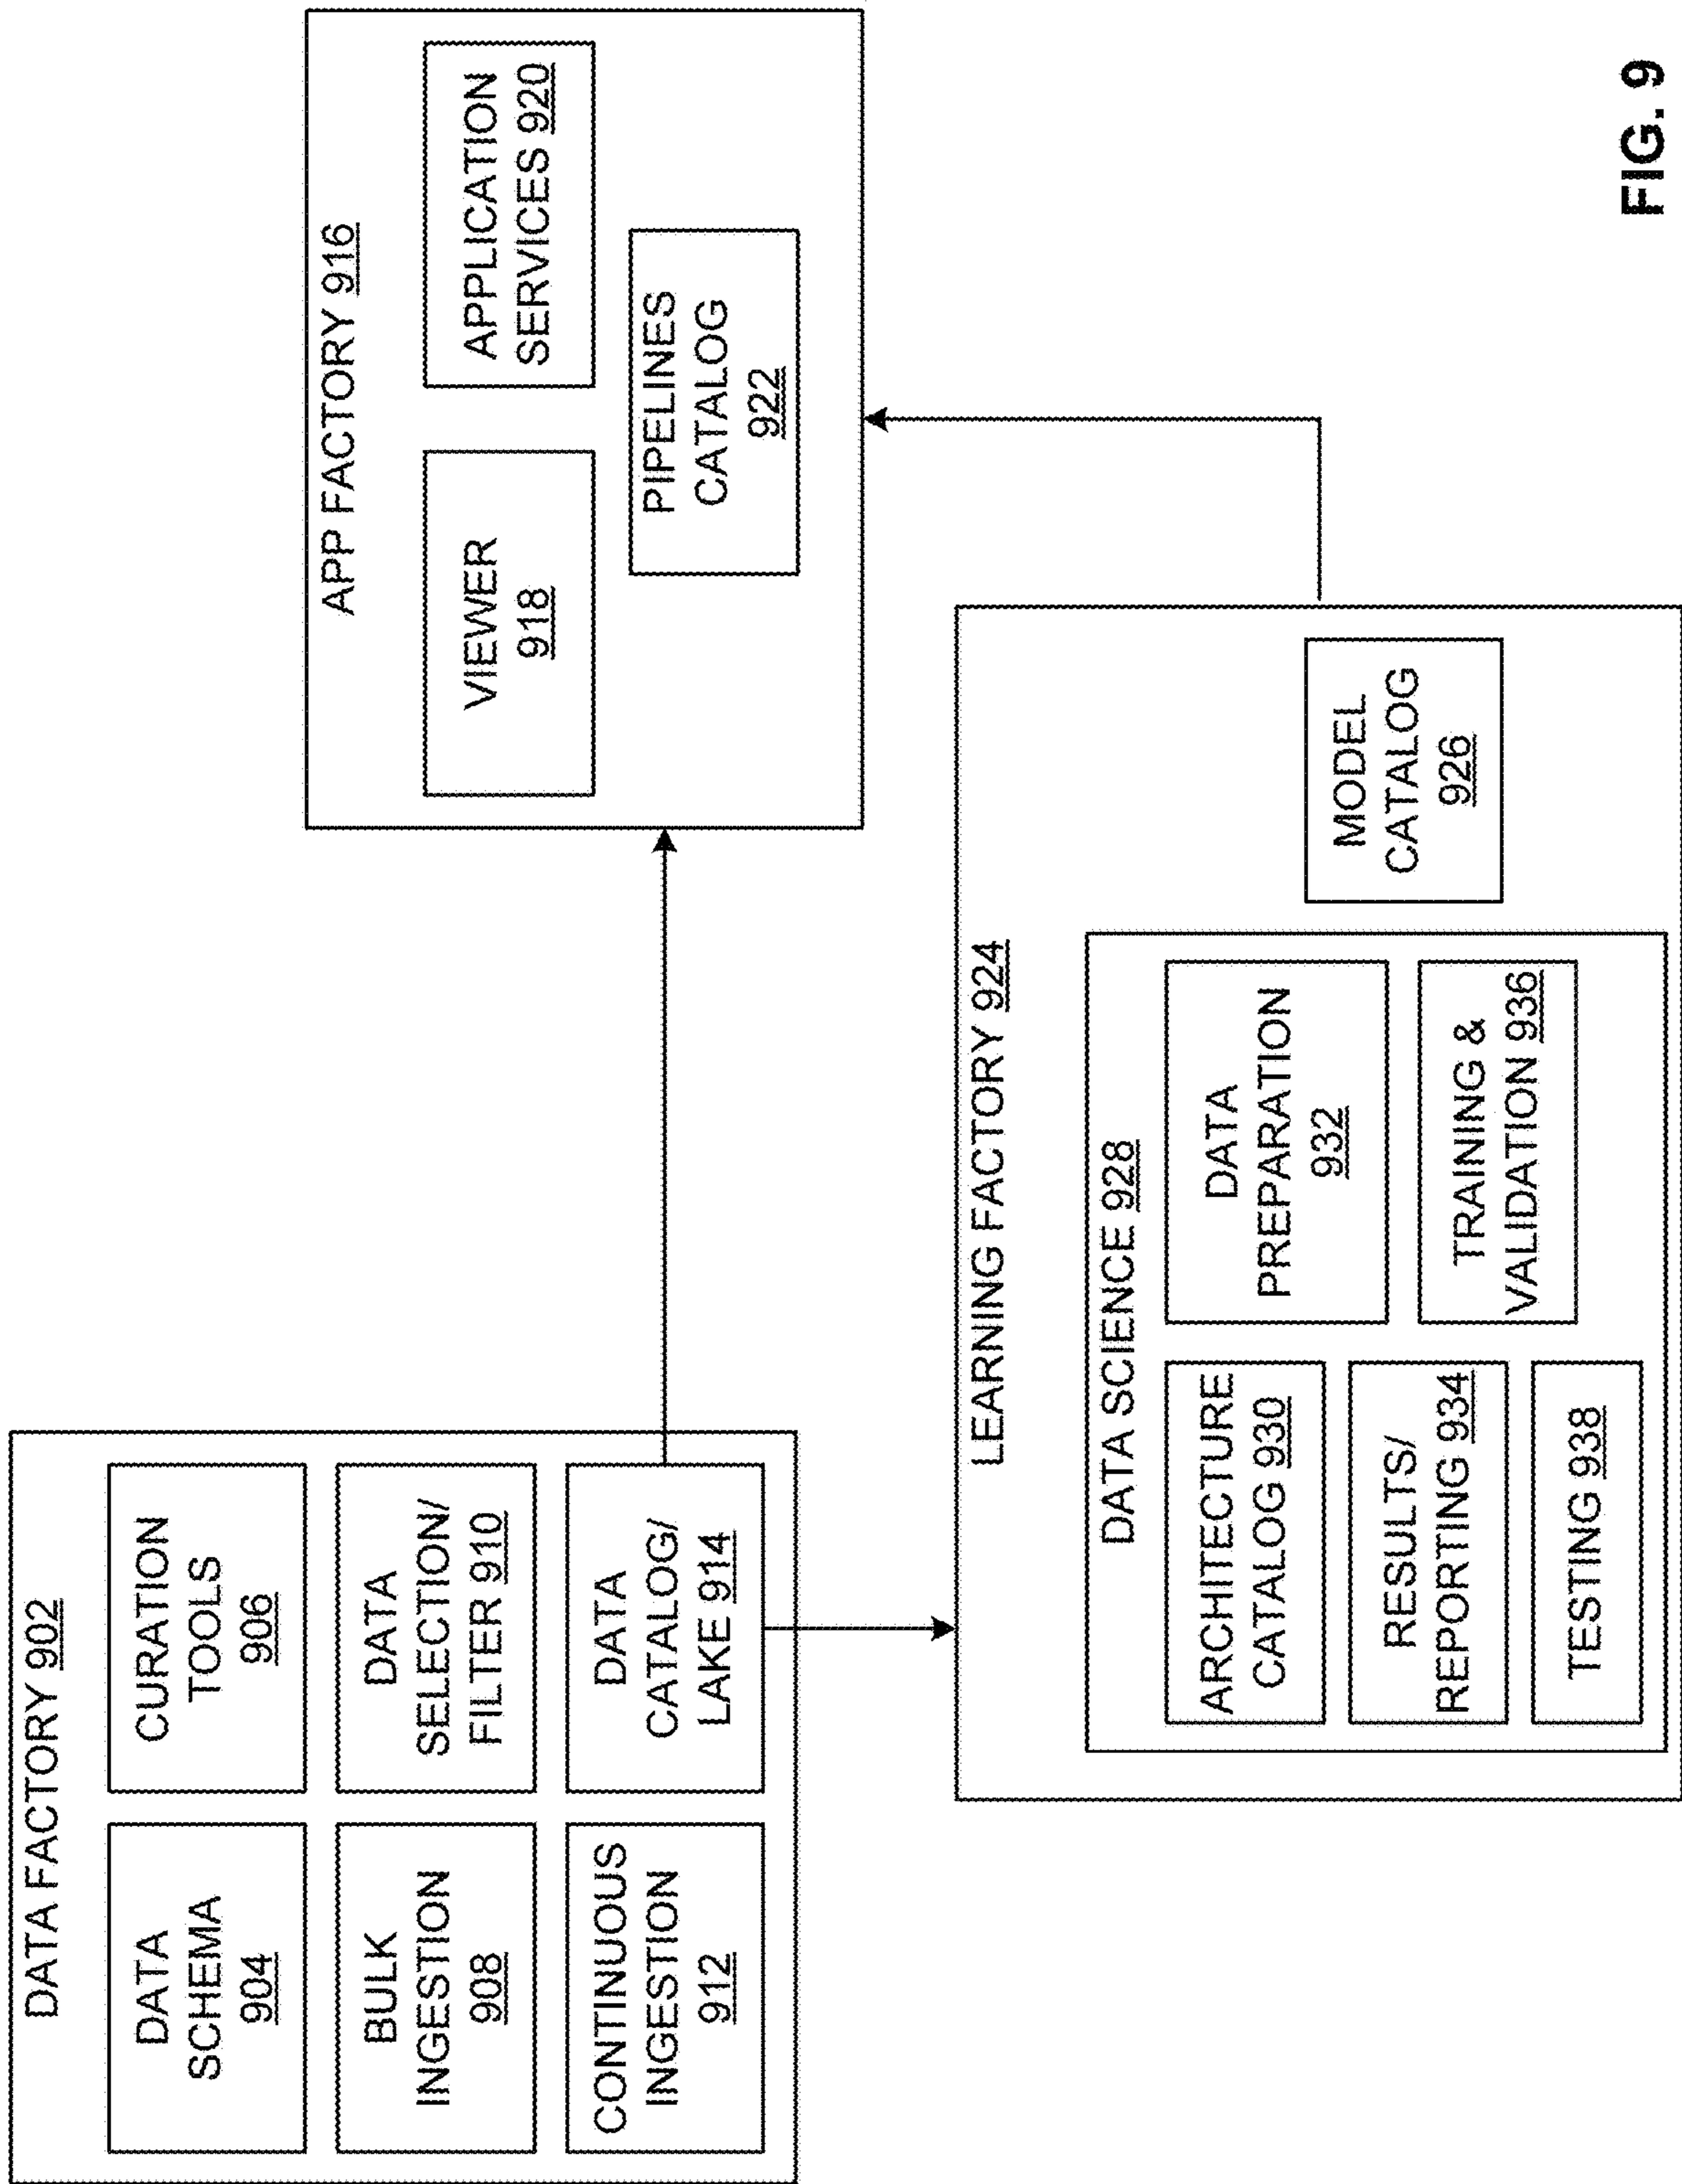 DATA FACTORY 902
DATA
SCHEMA
904
CURATION
TOOLS
906
BULK
INGESTION
908
DATA
SELECTION/
FILTER 910
CONTINUOUS
INGESTION
912
DATA
CATALOG/
LAKE 914
APP FACTORY 916
VIEWER
918
APPLICATION
SERVICES 920
PIPELINES
CATALOG
922
LEARNING FACTORY 924
DATA SCIENCE 928
ARCHITECTURE
CATALOG 930
DATA
PREPARATION
932
RESULTS/
REPORTING 934
TRAINING &
VALIDATION 936
TESTING 938
MODEL
CATALOG
926
FIG. 9